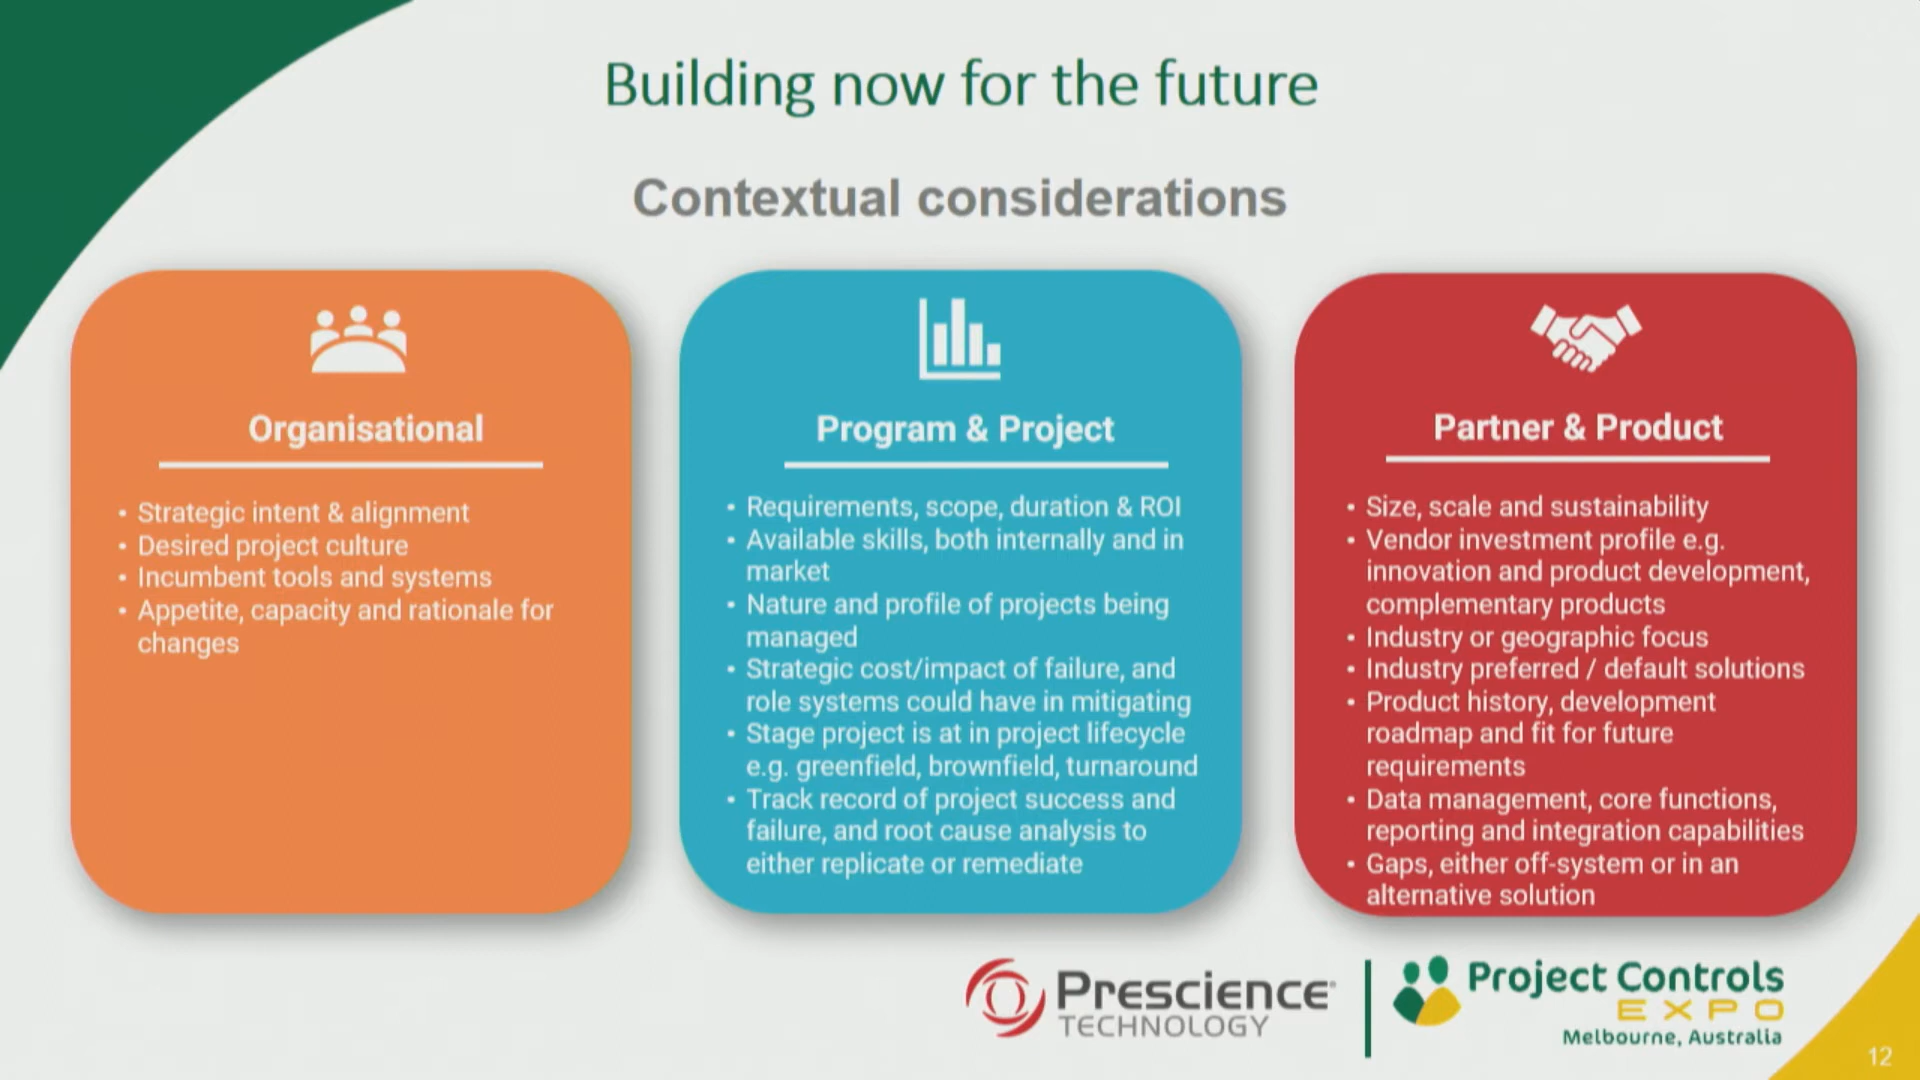 Building now for the future
Contextual considerations
Organisational
• Strategic intent & alignment
• Desired project culture
• Incumbent tools and systems
• Appetite, capacity and rationale for
changes
Program & Project
• Requirements, scope, duration & ROI
• Available skills, both internally and in
market
• Nature and profile of projects being
managed
• Strategic cost/impact of failure, and
role systems could have in mitigating
• Stage project is at in project lifecycle
e.g. greenfield, brownfield, turnaround
• Track record of project success and
failure, and root cause analysis to
either replicate or remediate
Partner & Product
• Size, scale and sustainability
• Vendor investment profile e.g.
innovation and product development,
complementary products
• Industry or geographic focus
• Industry preferred / default solutions
• Product history, development
roadmap and fit for future
requirements
• Data management, core functions,
reporting and integration capabilities
• Gaps, either off-system or in an
alternative solution
Prescience
TECHNOLOGY
Project Controls
EXPO
Melbourne, Australia
12